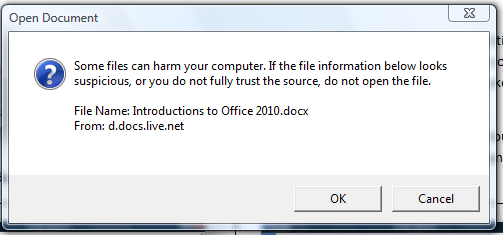 Open Document
Some files can harm your computer. If the file information below looks
suspicious, or you do not fully trust the source, do not open the file.
File Name: Introductions to Office 2010.docx
From: d.docs.live.net
OK
Cancel